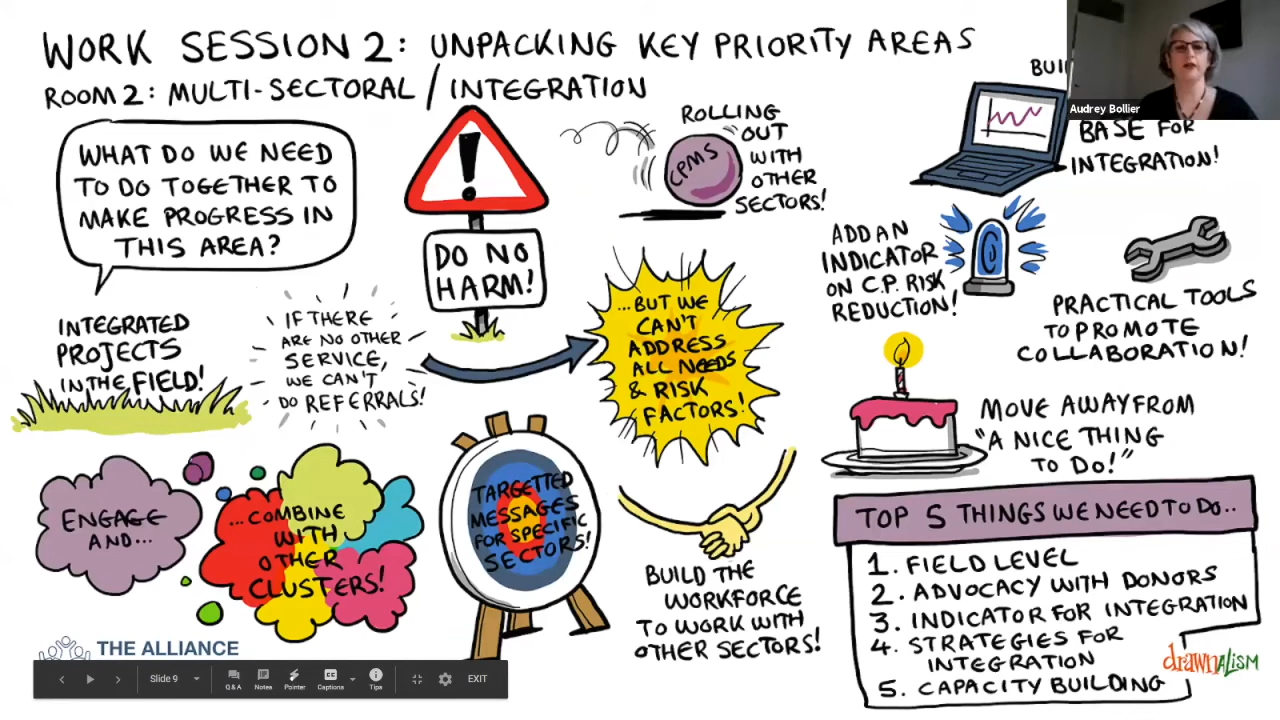 WORK SESSION 2: UNPACKING KEY PRIORITY AREAS
ROOM 2: MULTI-SECTORAL / INTEGRATION
WHAT DO WE NEED
TO DO TOGETHER TO
MAKE PROGRESS IN
THIS AREA?
DO NO
HARM!
CPMS
ROLLING
OUT
WITH
OTHER
SECTORS!
BASE FOR
INTEGRATION!
Audrey Bollier
INTEGRATED
PROJECTS
IN THE FIELD!
IF THERE
ARE NO OTHER
SERVICE,
WE CAN'T
DO REFERRALS!
...BUT WE
CAN'T
ADDRESS
ALL NEEDS
& RISK
FACTORS!
ADD AN
INDICATOR
ON C.P. RISK
REDUCTION!
PRACTICAL TOOLS
TO PROMOTE
COLLABORATION!
MOVE AWAY FROM
"A NICE THING
TO DO!"
ENGAGE
AND...
...COMBINE
WITH
OTHER
CLUSTERS!
TARGETTED
MESSAGES
FOR SPECIFIC
SECTORS!
BUILD THE
WORKFORCE
TO WORK WITH
OTHER SECTORS!
TOP 5 THINGS WE NEED TO DO..
1. FIELD LEVEL
2. ADVOCACY WITH DONORS
3. INDICATOR FOR INTEGRATION
4. STRATEGIES FOR
INTEGRATION
5. CAPACITY BUILDING
drawnALISM
THE ALLIANCE
Slide 9
Q&A
Notes
Pointer
Captions
Tips
EXIT